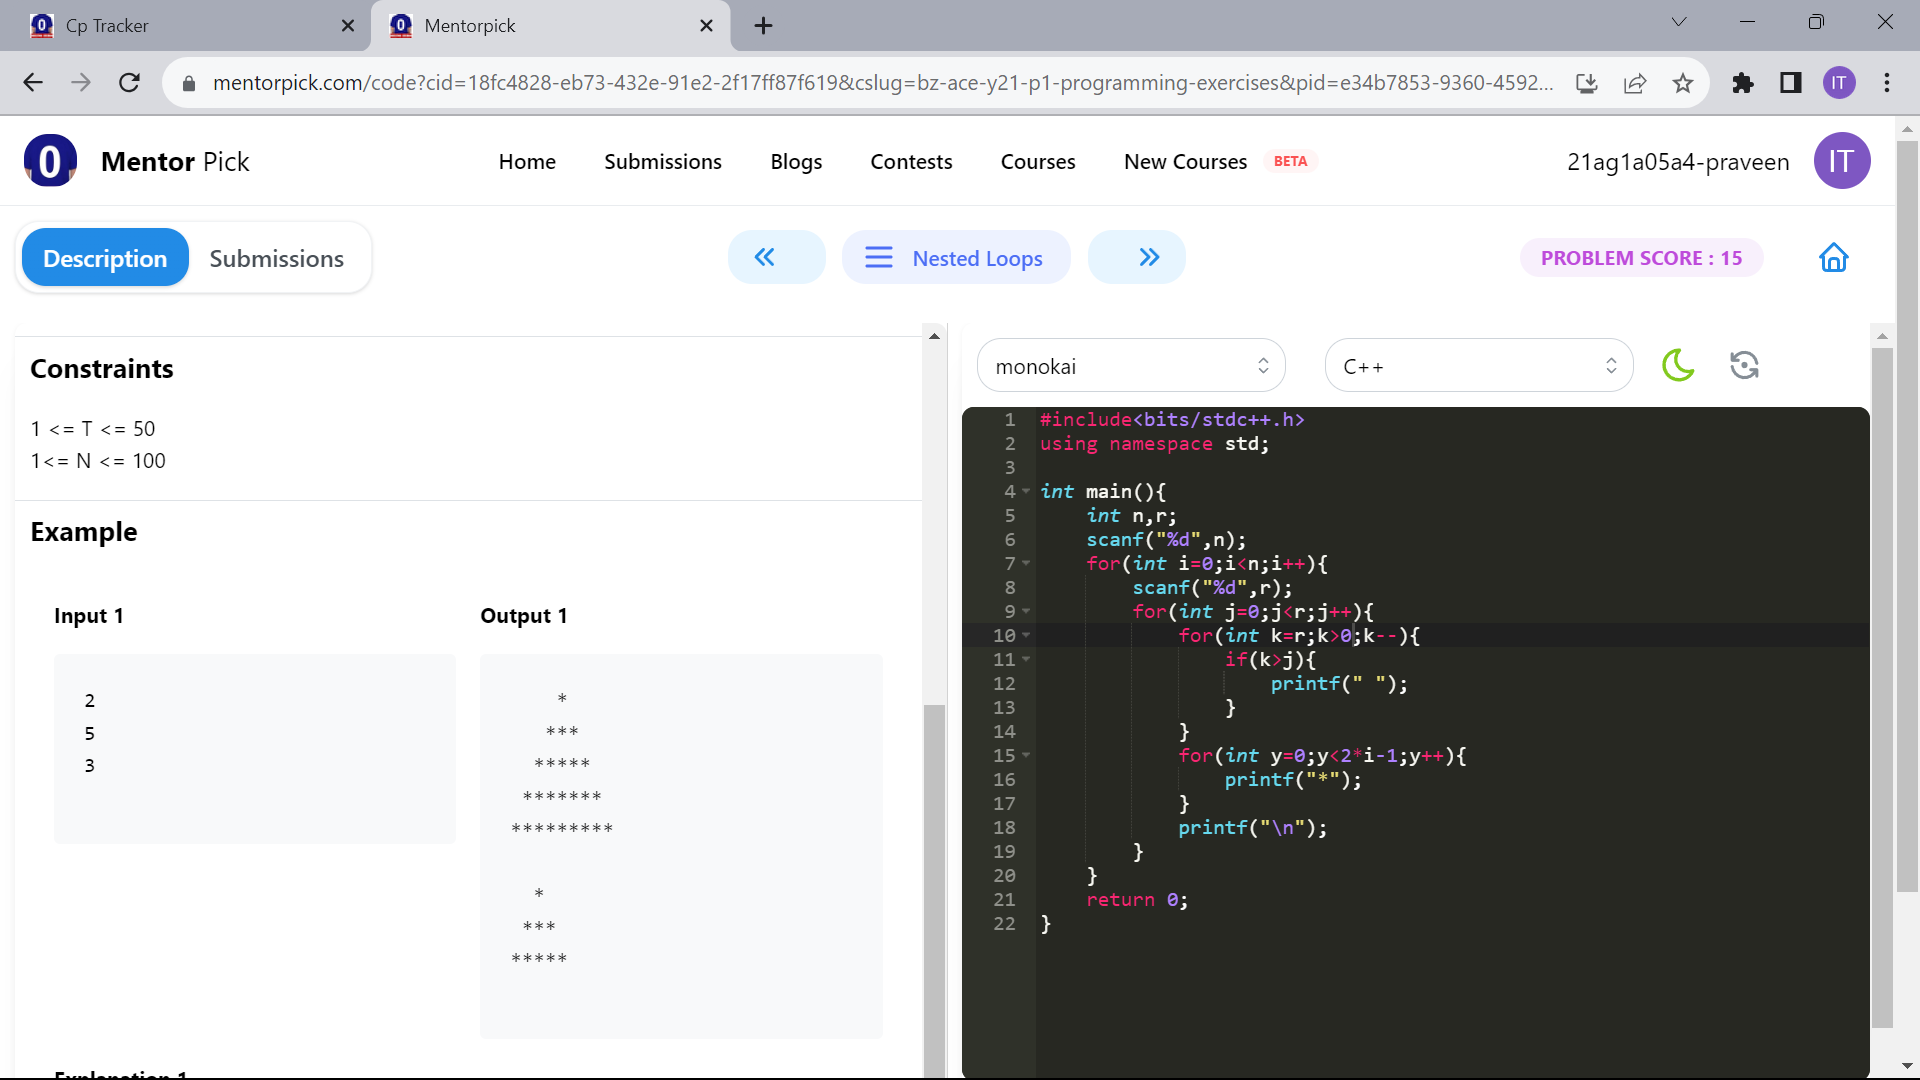 Cp Tracker
Mentorpick
mentorpick.com/code?cid=18fc4828-eb73-432e-91e2-2f17ff87f619&cslug=bz-ace-y21-p1-programming-exercises&pid=e34b7853-9360-4592...
IT
0 Mentor Pick
Home
Submissions
Blogs
Contests
Courses
New Courses
BETA
21ag1a05a4-praveen
IT
Description
Submissions
Nested Loops
PROBLEM SCORE : 15
Constraints
1 <= T <= 50
1<= N <= 100
Example
Input 1
2
5
3
Output 1
     *
   ***
  *****
 *******
*********

  *
 ***
*****
Explanation 1
monokai
C++
1 #include<bits/stdc++.h>
2 using namespace std;
3
4 int main(){
5     int n,r;
6     scanf("%d",n);
7     for(int i=0;i<n;i++){
8         scanf("%d",r);
9         for(int j=0;j<r;j++){
10             for(int k=r;k>0;k--){
11                 if(k>j){
12                     printf(" ");
13                 }
14             }
15             for(int y=0;y<2*i-1;y++){
16                 printf("*");
17             }
18             printf("\n");
19         }
20     }
21     return 0;
22 }